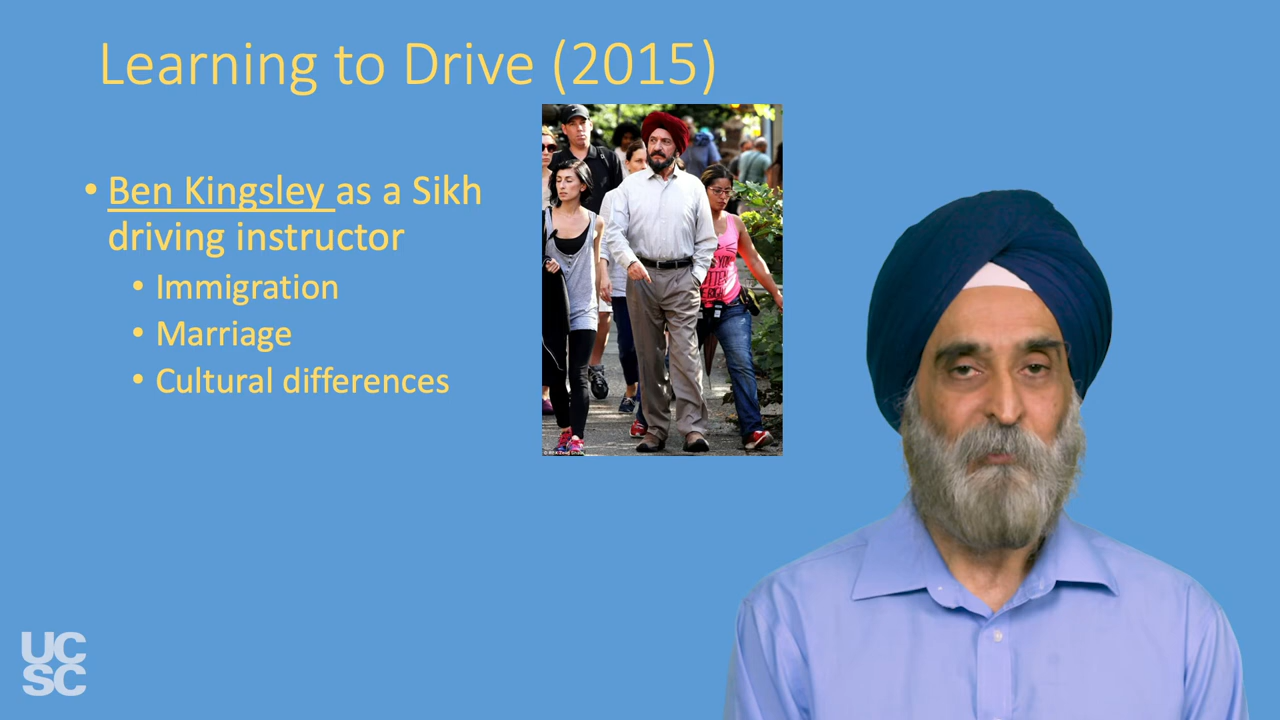 Learning to Drive (2015)
• Ben Kingsley as a Sikh
driving instructor
• Immigration
• Marriage
• Cultural differences
UC
SC